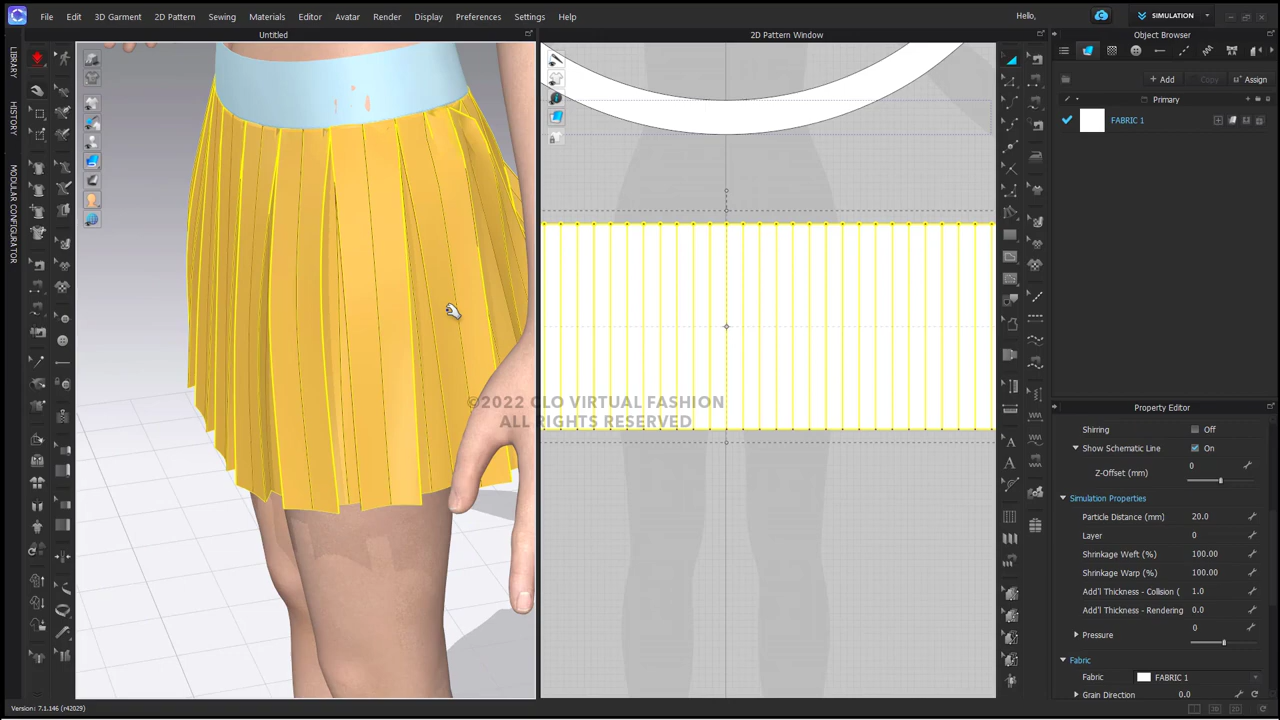 File Edit 3D Garment 2D Pattern Sewing Materials Editor Avatar Render Display Preferences Settings Help
Hello,
SIMULATION
Untitled
2D Pattern Window
Object Browser
LIBRARY
HISTORY
MODULAR CONFIGURATOR
+ Add
Copy
Assign
Primary
FABRIC 1
©2022 CLO VIRTUAL FASHION
ALL RIGHTS RESERVED
Property Editor
Shirring Off
Show Schematic Line On
Z-Offset (mm) 0
Simulation Properties
Particle Distance (mm) 20.0
Layer 0
Shrinkage Weft (%) 100.00
Shrinkage Warp (%) 100.00
Add'l Thickness - Collision ( 1.0
Add'l Thickness - Rendering 0.0
Pressure 0
Fabric
Fabric FABRIC 1
Grain Direction 0.0
Version: 7.1.146 (r42029)
3D
2D